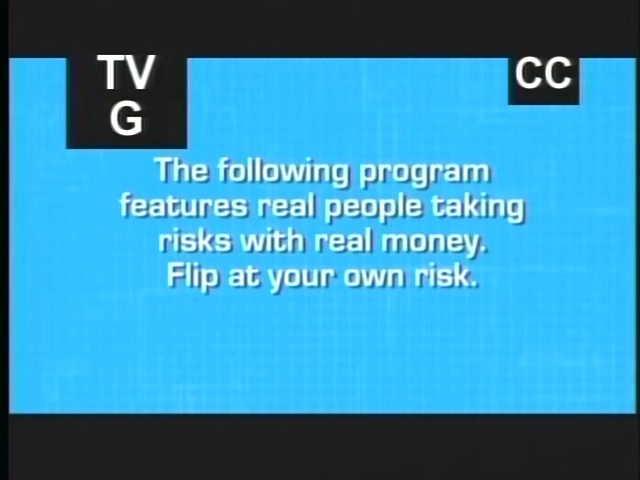 TV
G
CC
The following program
features real people taking
risks with real money.
Flip at your own risk.